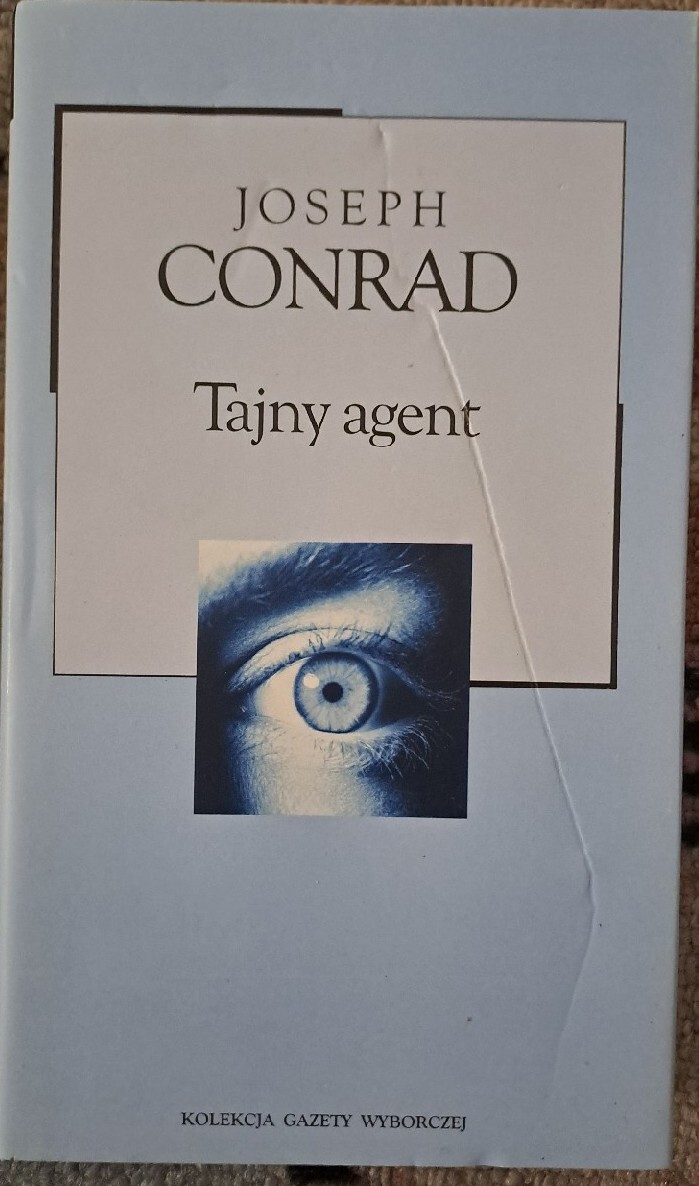 JOSEPH
CONRAD
Tajny agent
KOLEKCJA GAZETY WYBORCZEJ